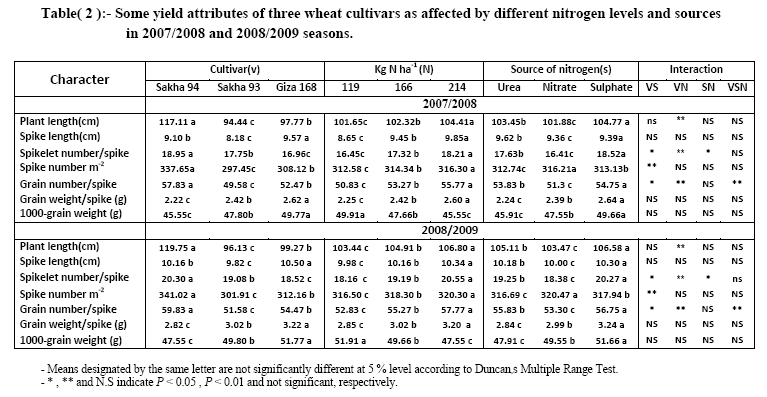 Table( 2 ):- Some yield attributes of three wheat cultivars as affected by different nitrogen levels and sources
in 2007/2008 and 2008/2009 seasons.
Character Cultivar(v) Kg N ha⁻¹ (N) Source of nitrogen(s) Interaction
Sakha 94 Sakha 93 Giza 168 119 166 214 Urea Nitrate Sulphate VS VN SN VSN
2007/2008
Plant length(cm) 117.11 a 94.44 c 97.77 b 101.65c 102.32b 104.41a 103.45b 101.88c 104.77 a ns ** NS NS
Spike length(cm) 9.10 b 8.18 c 9.57 a 8.65 c 9.45 b 9.85a 9.62 b 9.36 c 9.39a NS NS NS NS
Spikelet number/spike 18.95 a 17.75b 16.96c 16.45c 17.32 b 18.21 a 17.63b 16.41c 18.52a * ** * NS
Spike number m⁻² 337.65a 297.45c 308.12 b 312.58 c 314.34 b 316.30 a 312.74c 316.21a 313.13b ** NS NS NS
Grain number/spike 57.83 a 49.58 c 52.47 b 50.83 c 53.27 b 55.77 a 53.83 b 51.3 c 54.75 a * ** NS **
Grain weight/spike (g) 2.22 c 2.42 b 2.62 a 2.25 c 2.42 b 2.60 a 2.24 c 2.39 b 2.64 a NS NS NS NS
1000-grain weight (g) 45.55c 47.80b 49.77a 49.91a 47.66b 45.55c 45.91c 47.55b 49.66a NS NS NS NS
2008/2009
Plant length(cm) 119.75 a 96.13 c 99.27 b 103.44 c 104.91 b 106.80 a 105.11 b 103.47 c 106.58 a NS ** NS NS
Spike length(cm) 10.16 b 9.82 c 10.50 a 9.98 c 10.16 b 10.34 a 10.18 b 10.00 c 10.30 a NS NS NS NS
Spikelet number/spike 20.30 a 19.08 b 18.52 c 18.16 c 19.19 b 20.55 a 19.25 b 18.38 c 20.27 a * ** * ns
Spike number m⁻² 341.02 a 301.91 c 312.16 b 316.50 c 318.30 b 320.30 a 316.69 c 320.47 a 317.94 b ** NS NS NS
Grain number/spike 59.83 a 51.58 c 54.47 b 52.83 c 55.27 b 57.77 a 55.83 b 53.30 c 56.75 a * ** NS **
Grain weight/spike (g) 2.82 c 3.02 b 3.22 a 2.85 c 3.02 b 3.20 a 2.84 c 2.99 b 3.24 a NS NS NS NS
1000-grain weight (g) 47.55 c 49.80 b 51.77 a 51.91 a 49.66 b 47.55 c 47.91 c 49.55 b 51.66 a NS NS NS NS
- Means designated by the same letter are not significantly different at 5 % level according to Duncan,s Multiple Range Test.
- * , ** and N.S indicate P < 0.05 , P < 0.01 and not significant, respectively.